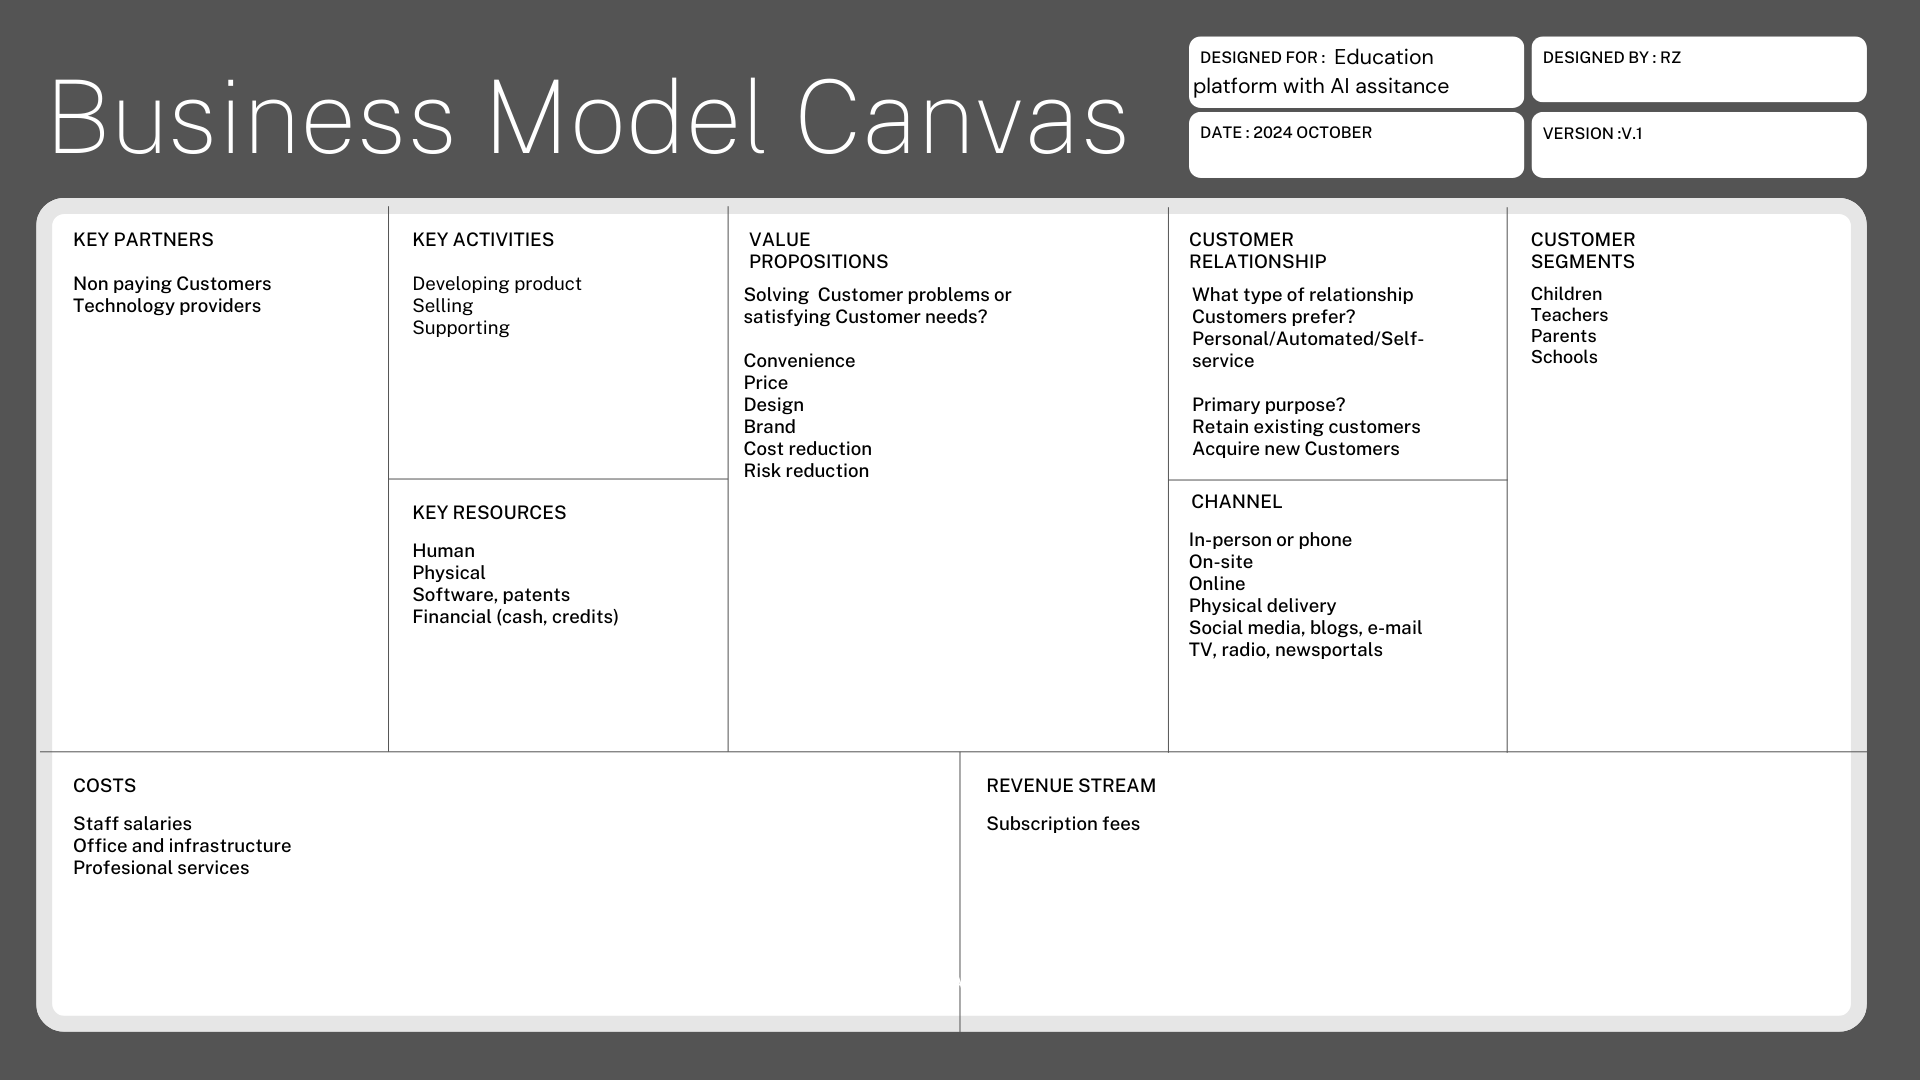 Business Model Canvas
DESIGNED FOR : Education
platform with AI assitance
DESIGNED BY : RZ
DATE : 2024 OCTOBER
VERSION :V.1
KEY PARTNERS
Non paying Customers
Technology providers
KEY ACTIVITIES
Developing product
Selling
Supporting
KEY RESOURCES
Human
Physical
Software, patents
Financial (cash, credits)
VALUE
PROPOSITIONS
Solving  Customer problems or
satisfying Customer needs?
Convenience
Price
Design
Brand
Cost reduction
Risk reduction
CUSTOMER
RELATIONSHIP
What type of relationship
Customers prefer?
Personal/Automated/Self-
service
Primary purpose?
Retain existing customers
Acquire new Customers
CHANNEL
In-person or phone
On-site
Online
Physical delivery
Social media, blogs, e-mail
TV, radio, newsportals
CUSTOMER
SEGMENTS
Children
Teachers
Parents
Schools
COSTS
Staff salaries
Office and infrastructure
Profesional services
REVENUE STREAM
Subscription fees